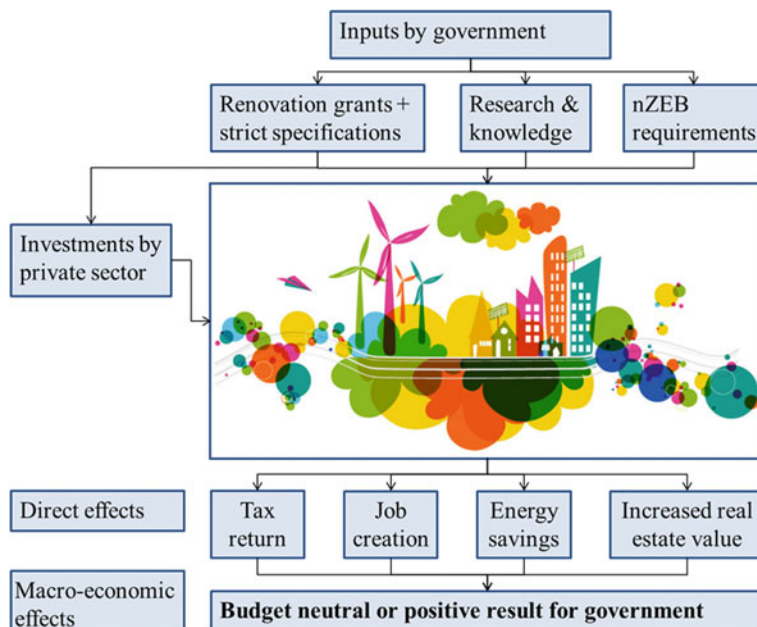 Inputs by government
Renovation grants +
strict specifications
Research &
knowledge
nZEB
requirements
Investments by
private sector
Direct effects
Tax
return
Job
creation
Energy
savings
Increased real
estate value
Macro-economic
effects
Budget neutral or positive result for government